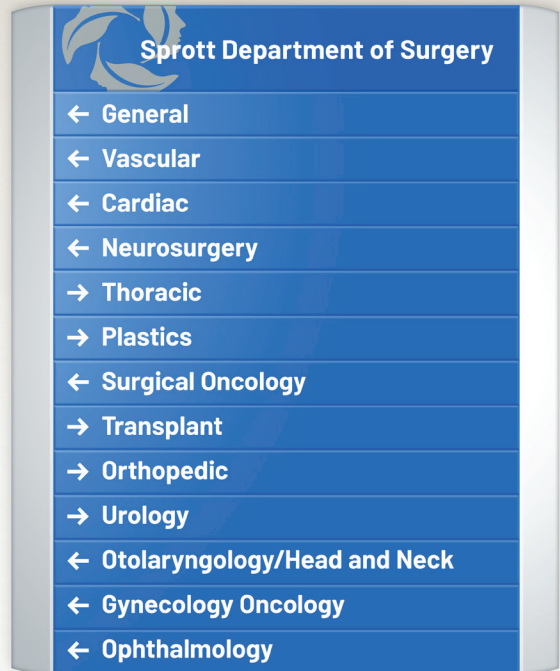 Sprott Department of Surgery
← General
← Vascular
← Cardiac
← Neurosurgery
→ Thoracic
→ Plastics
← Surgical Oncology
→ Transplant
→ Orthopedic
→ Urology
← Otolaryngology/Head and Neck
← Gynecology Oncology
← Ophthalmology